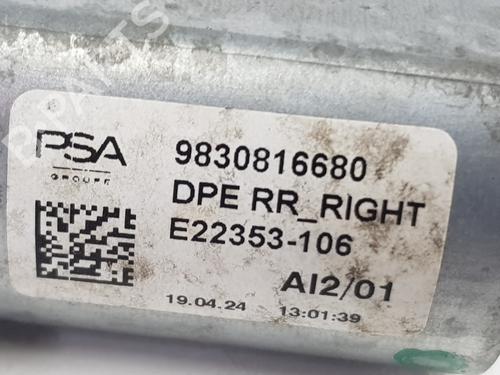 PSA
GROUPE
9830816680
DPE RR_RIGHT
E22353-106
AI2/01
19.04.24 13:01:39